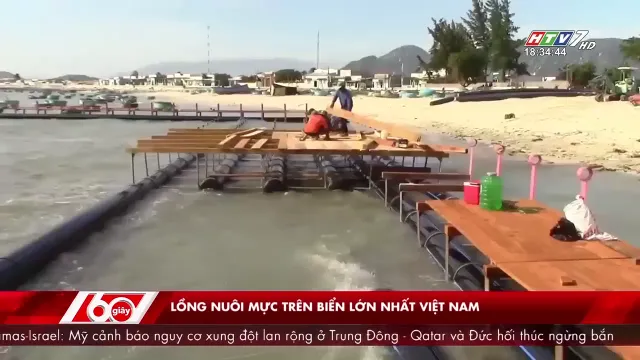 HTV7 HD
18:34:44
60 giây
LỒNG NUÔI MỰC TRÊN BIỂN LỚN NHẤT VIỆT NAM
mas-Israel: Mỹ cảnh báo nguy cơ xung đột lan rộng ở Trung Đông - Qatar và Đức hối thúc ngừng bắn